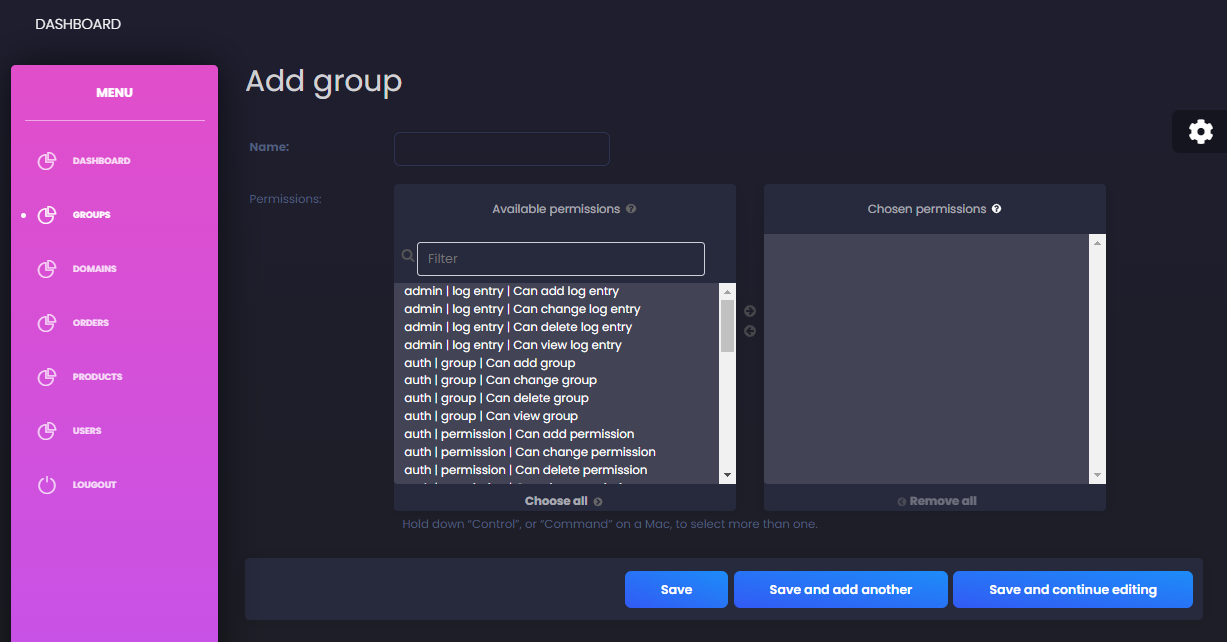 DASHBOARD
MENU
DASHBOARD
GROUPS
DOMAINS
ORDERS
PRODUCTS
USERS
LOUGOUT
Add group
Name:
Permissions:
Available permissions
Filter
admin | log entry | Can add log entry
admin | log entry | Can change log entry
admin | log entry | Can delete log entry
admin | log entry | Can view log entry
auth | group | Can add group
auth | group | Can change group
auth | group | Can delete group
auth | group | Can view group
auth | permission | Can add permission
auth | permission | Can change permission
auth | permission | Can delete permission
Choose all
Chosen permissions
Remove all
Hold down “Control”, or “Command” on a Mac, to select more than one.
Save
Save and add another
Save and continue editing